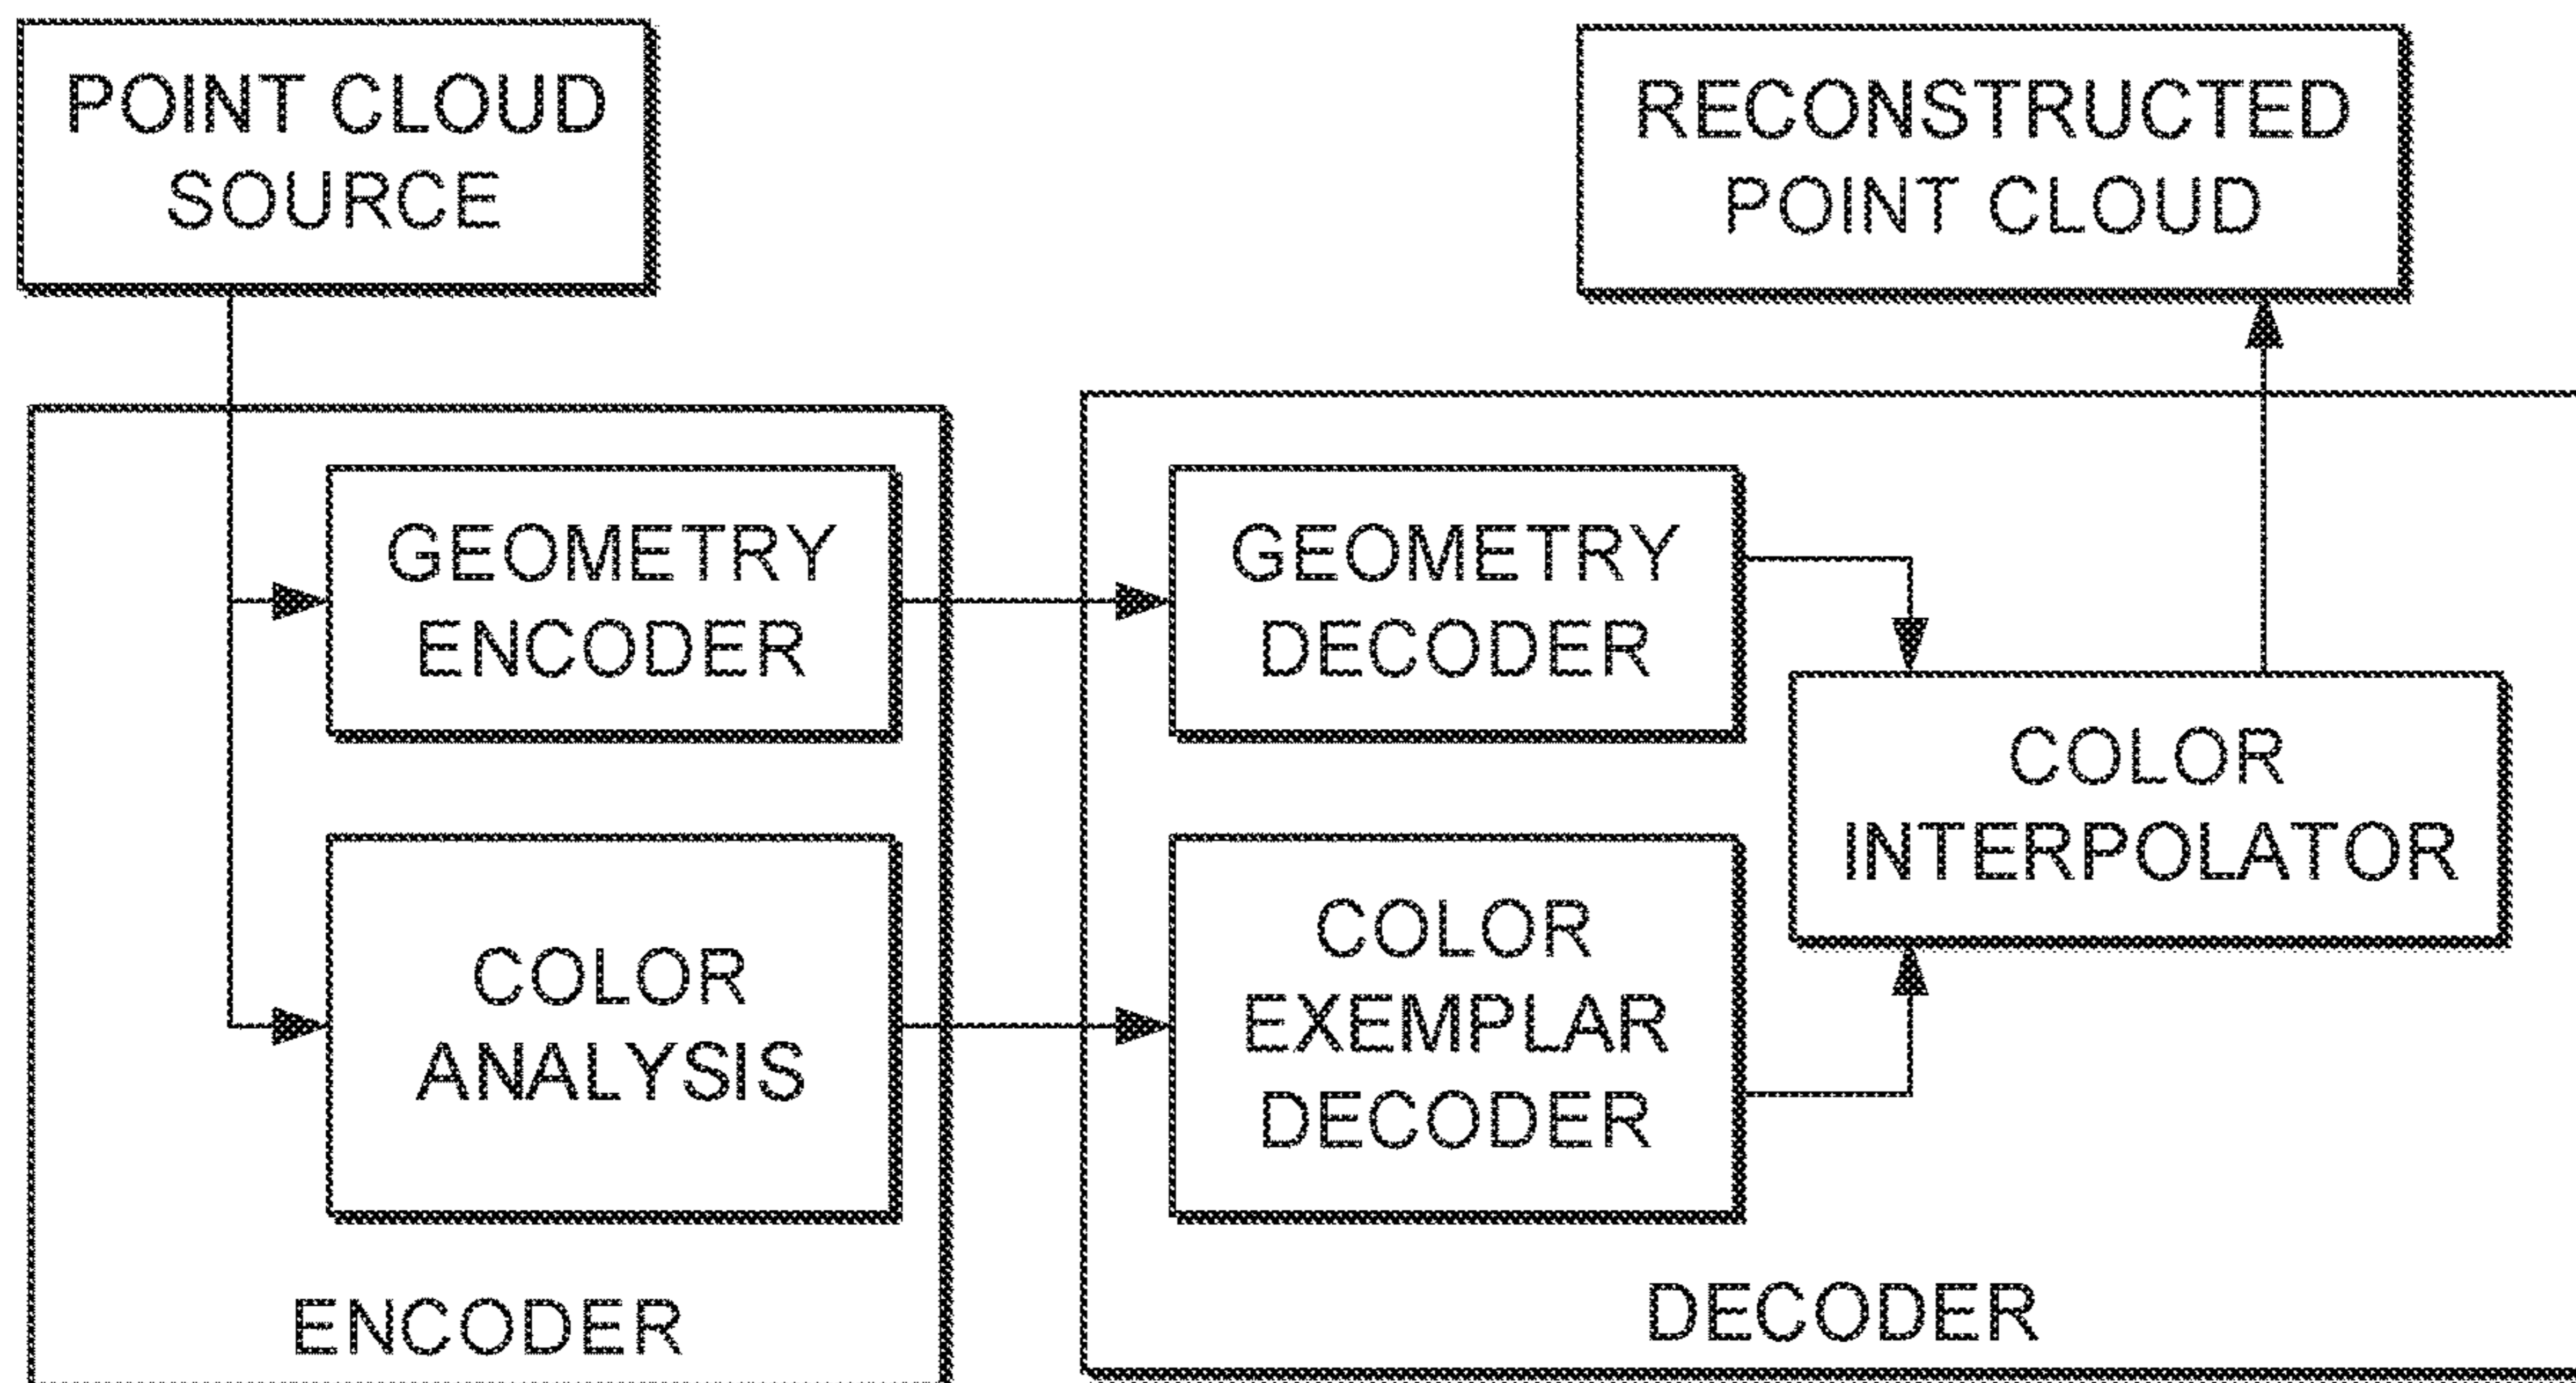 POINT CLOUD
SOURCE
RECONSTRUCTED
POINT CLOUD
GEOMETRY
ENCODER
GEOMETRY
DECODER
COLOR
INTERPOLATOR
COLOR
ANALYSIS
COLOR
EXEMPLAR
DECODER
ENCODER
DECODER